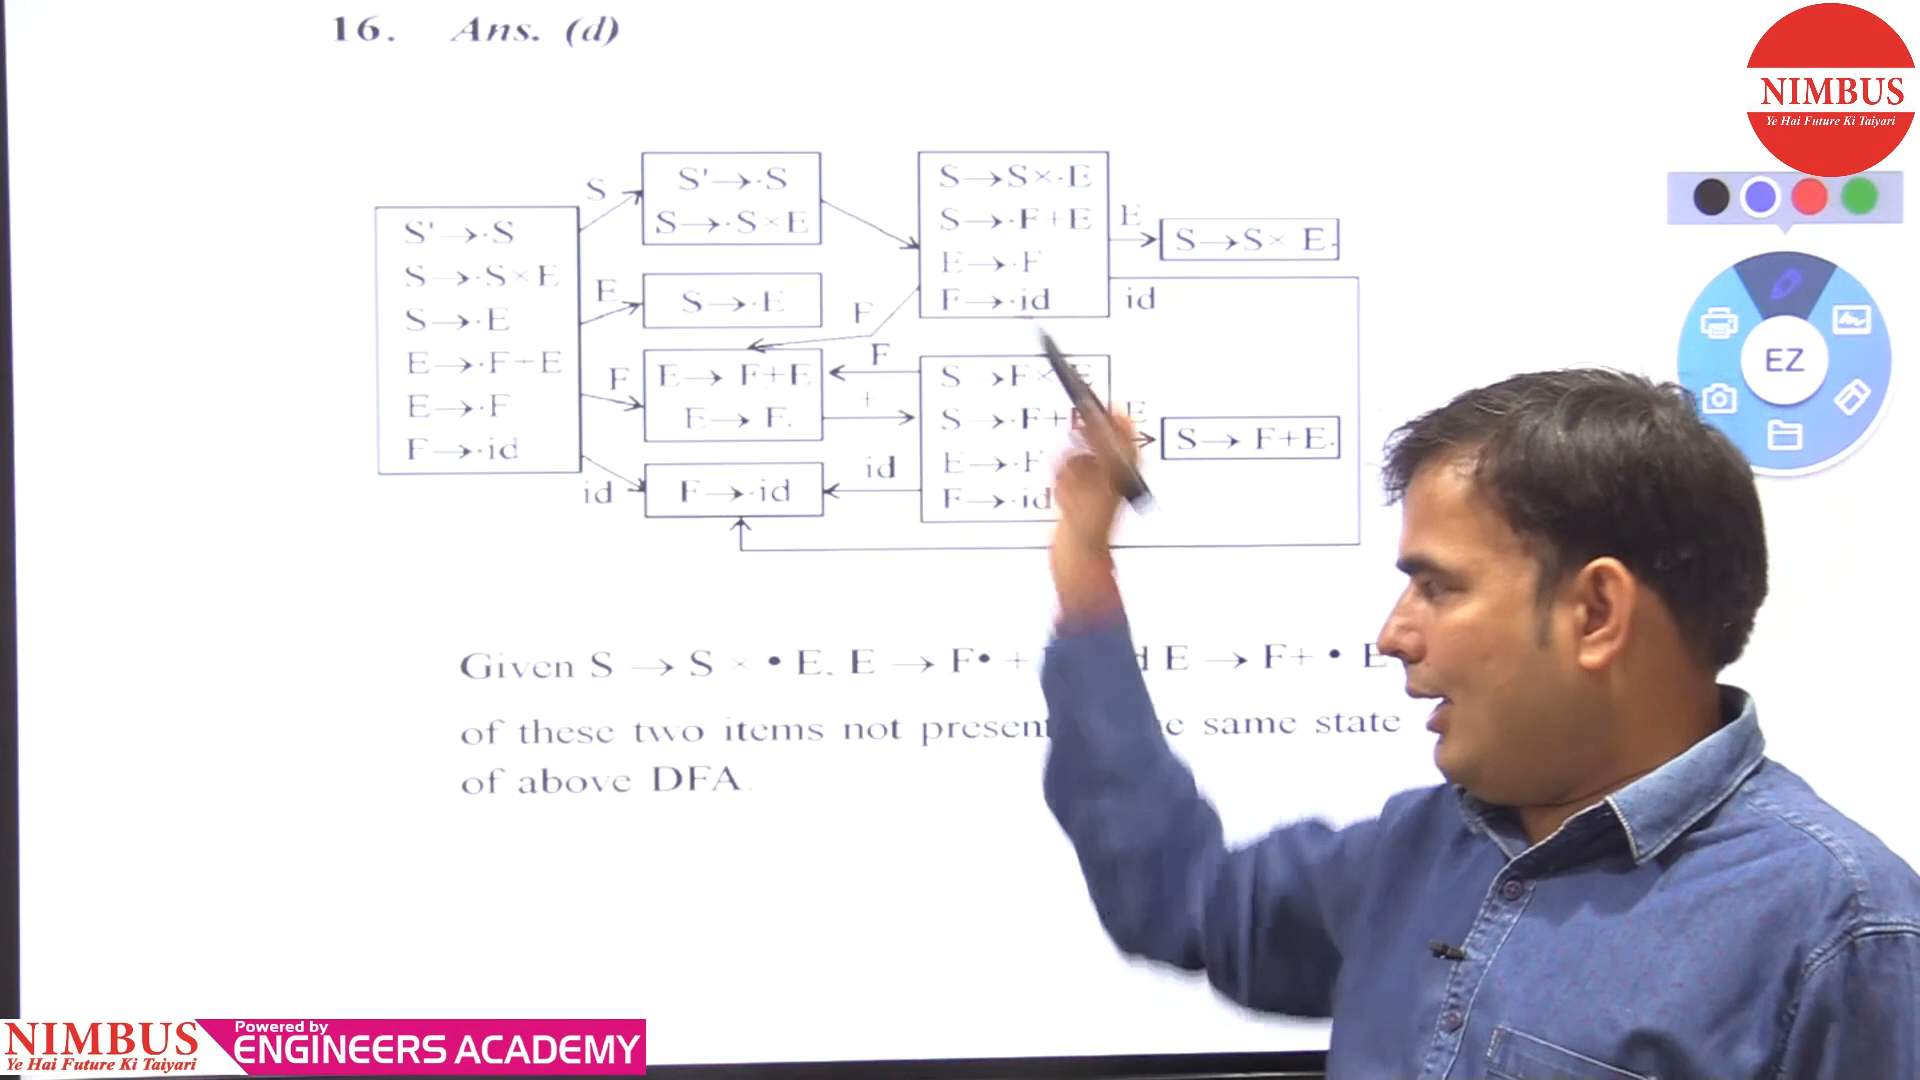 16. Ans. (d)
NIMBUS
Ye Hai Future Ki Taiyari
S' → ·S
S → ·S×E
S → ·E
E → ·F–E
E → ·F
F → ·id
S
E
F
id
S' → ·S
S → ·S×E
S → ·E
E → F+E
E → F.
F → ·id
F
F
+
id
S → S×·E
S → ·F+E
E → ·F
F → ·id
S → F×E
S → ·F+E
E → ·F
F → ·id
E
id
E
S → S× E.
S → F+E.
EZ
Given S → S × • E, E → F• + E → F+ • E
of these two items not present same state
of above DFA.
NIMBUS
Ye Hai Future Ki Taiyari
Powered by
ENGINEERS ACADEMY